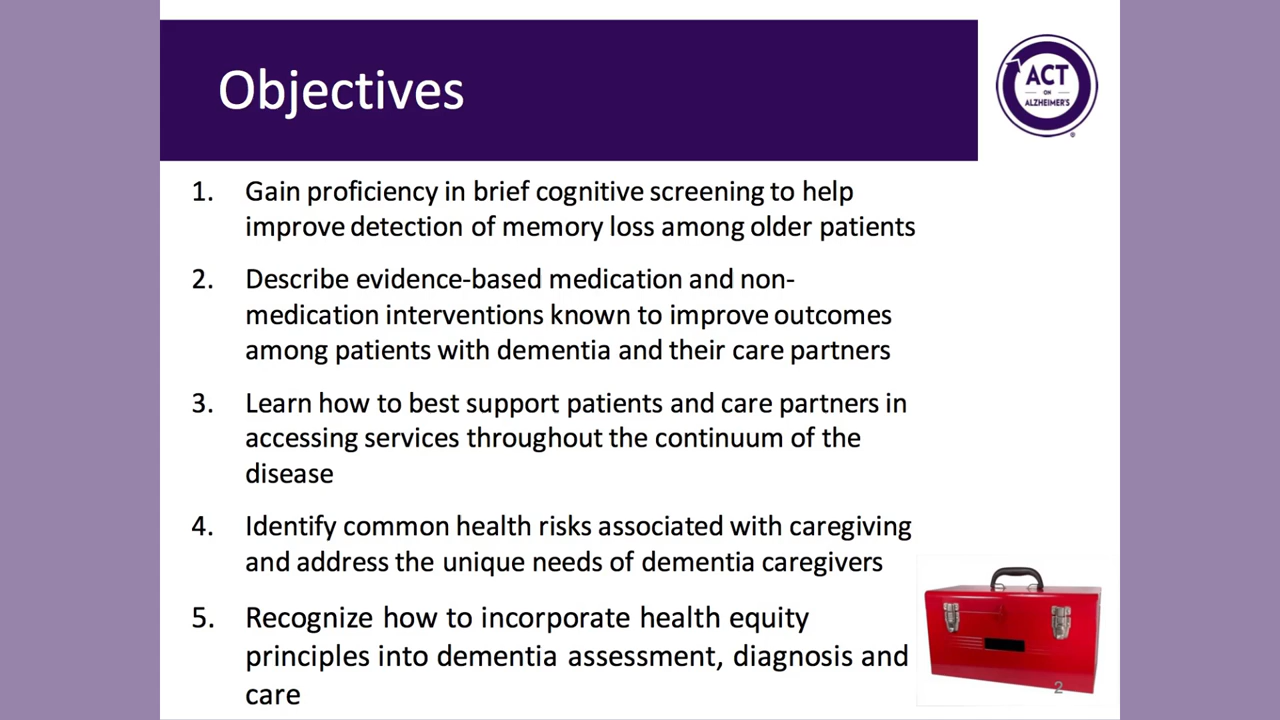 Objectives
ACT
ON
ALZHEIMER'S
®
1. Gain proficiency in brief cognitive screening to help
improve detection of memory loss among older patients
2. Describe evidence-based medication and non-
medication interventions known to improve outcomes
among patients with dementia and their care partners
3. Learn how to best support patients and care partners in
accessing services throughout the continuum of the
disease
4. Identify common health risks associated with caregiving
and address the unique needs of dementia caregivers
5. Recognize how to incorporate health equity
principles into dementia assessment, diagnosis and
care
2